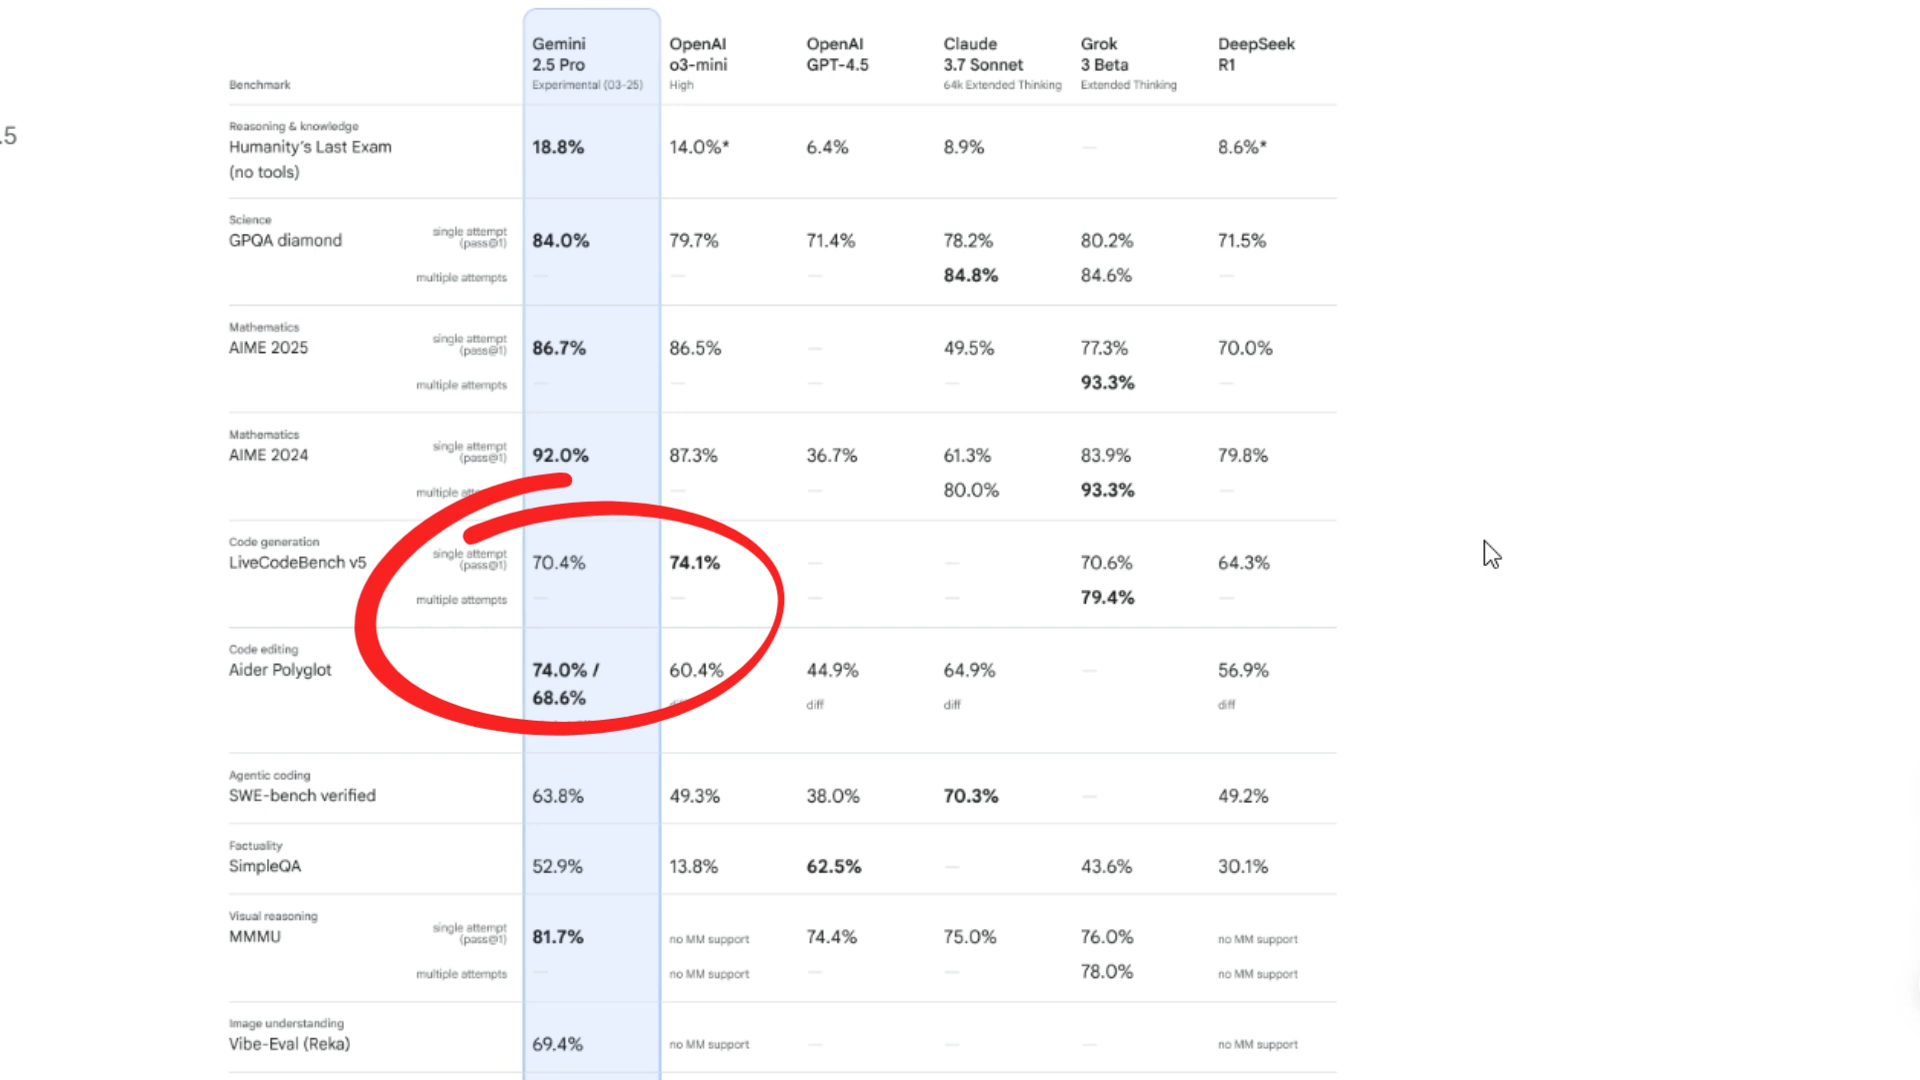 .5
Benchmark
Gemini 2.5 Pro Experimental (03-25)
OpenAI o3-mini High
OpenAI GPT-4.5
Claude 3.7 Sonnet 64k Extended Thinking
Grok 3 Beta Extended Thinking
DeepSeek R1
Reasoning & knowledge
Humanity's Last Exam 18.8% 14.0%* 6.4% 8.9% — 8.6%*
(no tools)
Science
GPQA diamond single attempt (pass@1) 84.0% 79.7% 71.4% 78.2% 80.2% 71.5%
multiple attempts — — — 84.8% 84.6% —
Mathematics
AIME 2025 single attempt (pass@1) 86.7% 86.5% — 49.5% 77.3% 70.0%
multiple attempts — — — — 93.3% —
Mathematics
AIME 2024 single attempt (pass@1) 92.0% 87.3% 36.7% 61.3% 83.9% 79.8%
multiple — — 80.0% 93.3% —
Code generation
LiveCodeBench v5 single attempt (pass@1) 70.4% 74.1% — — 70.6% 64.3%
multiple attempts — — — — 79.4% —
Code editing
Aider Polyglot 74.0% / 60.4% 44.9% 64.9% — 56.9%
68.6% diff diff diff
Agentic coding
SWE-bench verified 63.8% 49.3% 38.0% 70.3% — 49.2%
Factuality
SimpleQA 52.9% 13.8% 62.5% — 43.6% 30.1%
Visual reasoning
MMMU single attempt (pass@1) 81.7% no MM support 74.4% 75.0% 76.0% no MM support
multiple attempts — no MM support — — 78.0% no MM support
Image understanding
Vibe-Eval (Reka) 69.4% no MM support — — — no MM support